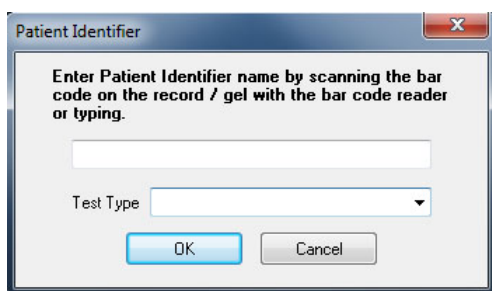 Patient Identifier
Enter Patient Identifier name by scanning the bar
code on the record / gel with the bar code reader
or typing.
Test Type
OK Cancel